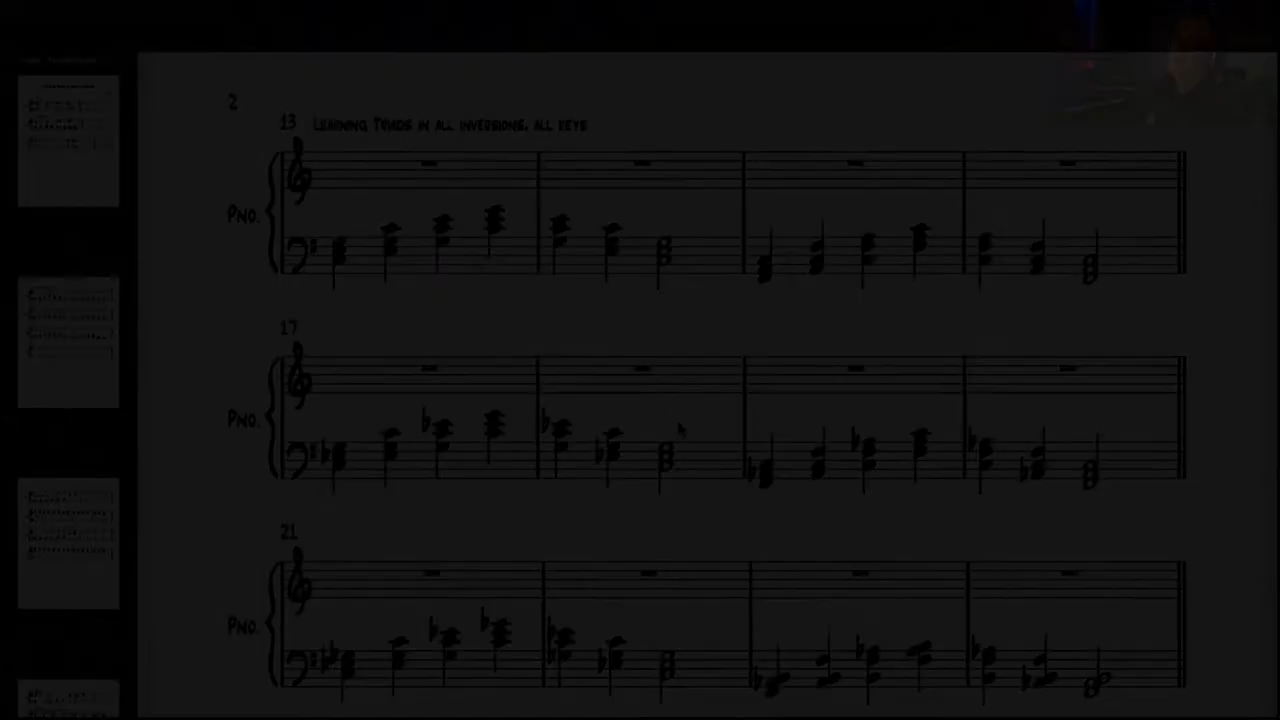 2
13 LEARNING TRIADS IN ALL INVERSIONS, ALL KEYS
PNO.
17
PNO.
21
PNO.